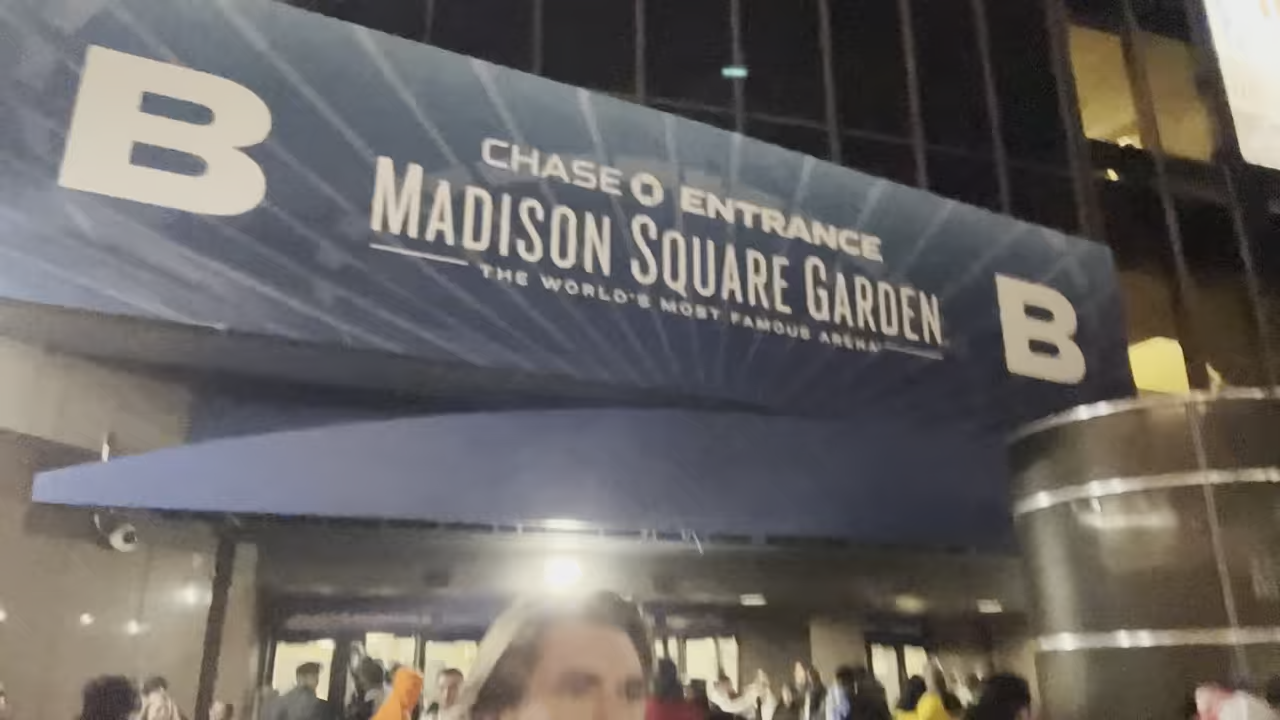 B
CHASE ENTRANCE
MADISON SQUARE GARDEN
THE WORLD'S MOST FAMOUS ARENA
B